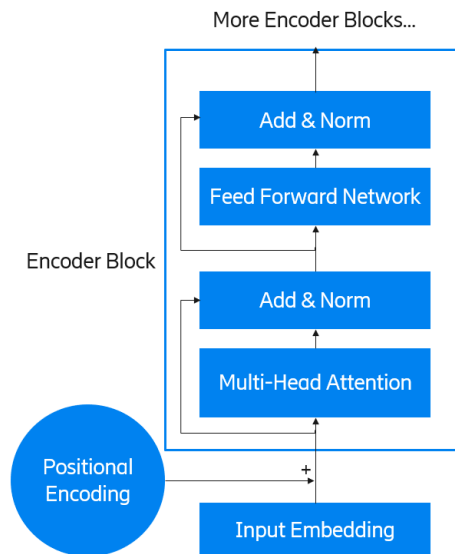 More Encoder Blocks...
Add & Norm
Feed Forward Network
Encoder Block
Add & Norm
Multi-Head Attention
Positional
Encoding
+
Input Embedding